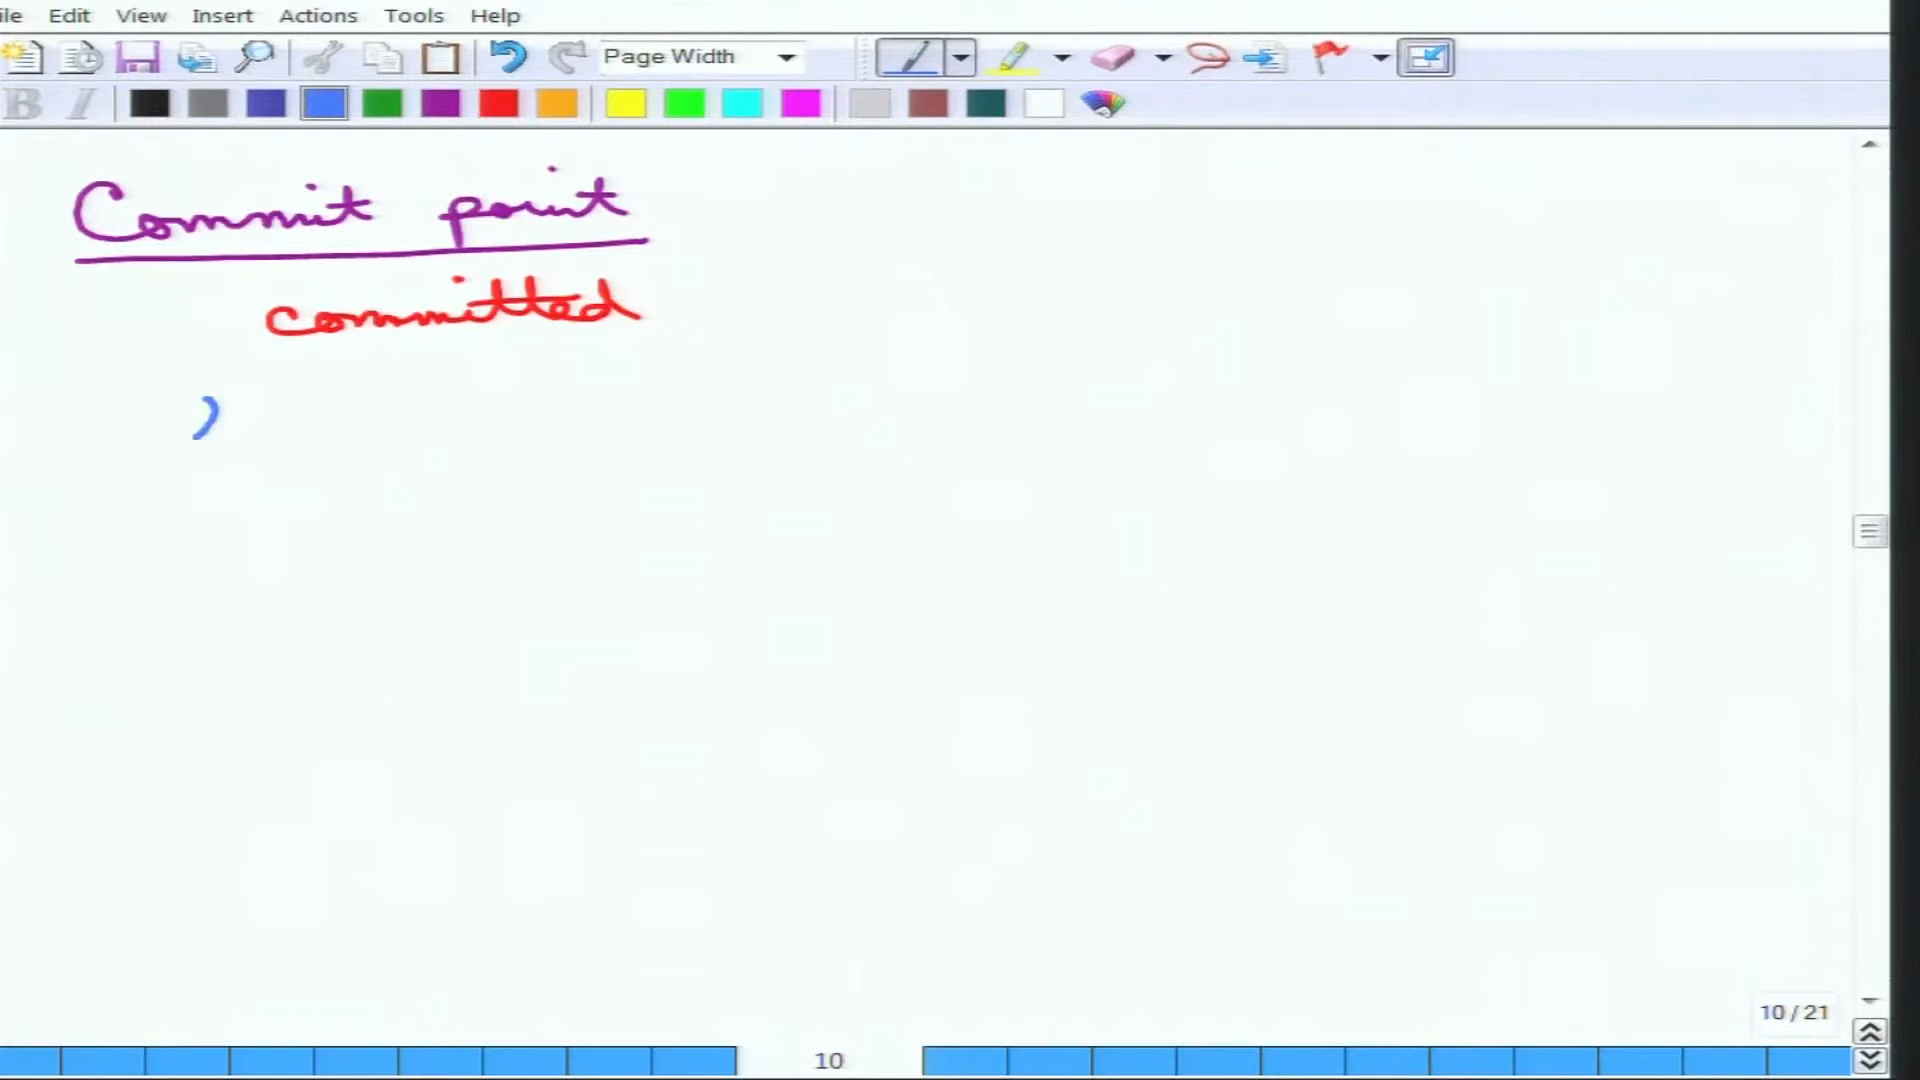 ile Edit View Insert Actions Tools Help
Page Width
B I
Commit point
committed
)
10 / 21
10